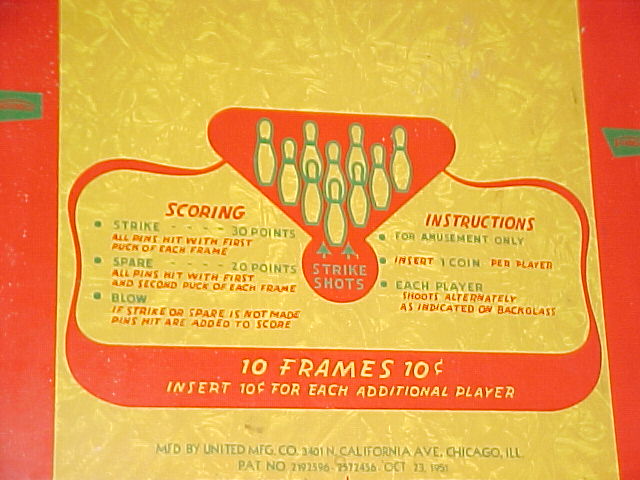 SCORING
STRIKE - - - - 30 POINTS
ALL PINS HIT WITH FIRST
PUCK OF EACH FRAME
SPARE - - - - 20 POINTS
ALL PINS HIT WITH FIRST
AND SECOND PUCK OF EACH FRAME
BLOW
IF STRIKE OR SPARE IS NOT MADE
PINS HIT ARE ADDED TO SCORE
STRIKE
SHOTS
INSTRUCTIONS
FOR AMUSEMENT ONLY
INSERT 1 COIN PER PLAYER
EACH PLAYER
SHOOTS ALTERNATELY
AS INDICATED ON BACKGLASS
10 FRAMES 10¢
INSERT 10¢ FOR EACH ADDITIONAL PLAYER
MFD BY UNITED MFG. CO. 3401 N. CALIFORNIA AVE. CHICAGO, ILL.
PAT NO 2192596 - 2572456 - OCT 23, 1951